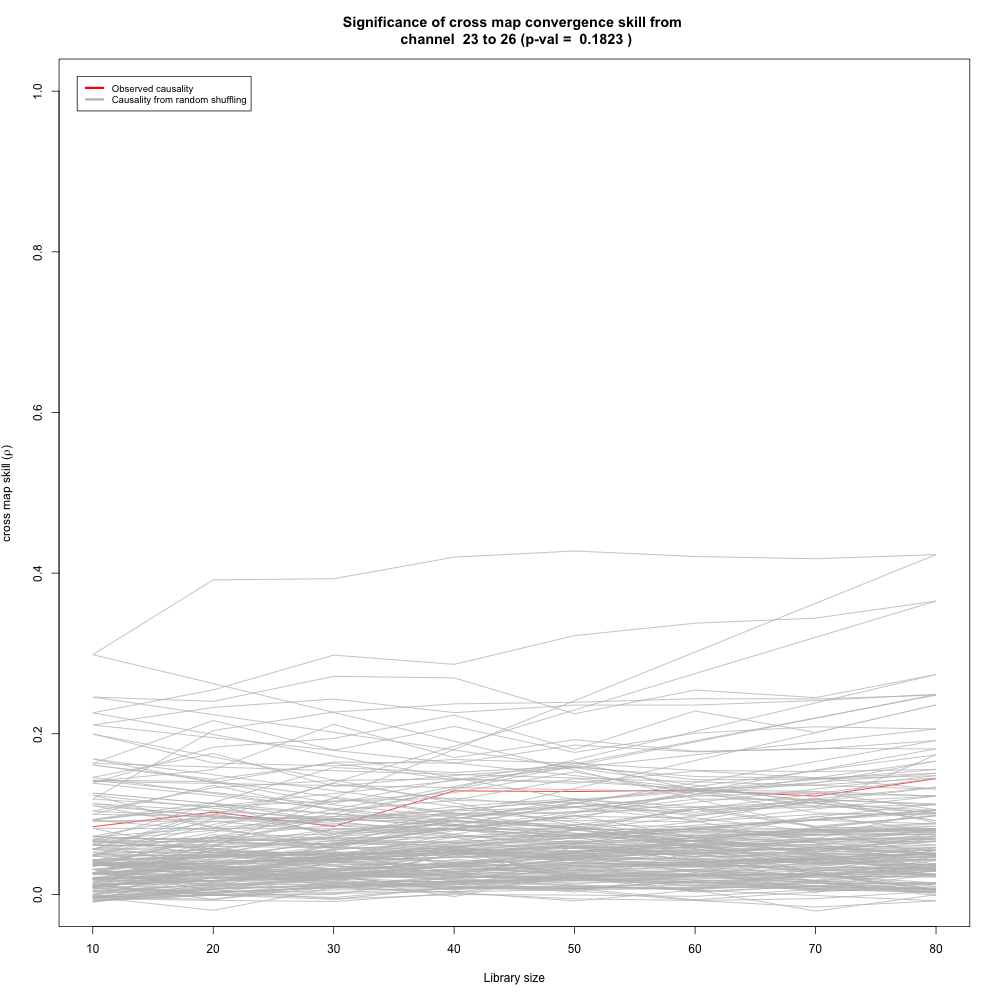 Significance of cross map convergence skill from
channel  23 to 26 (p-val =  0.1823 )
Observed causality
Causality from random shuffling
cross map skill (ρ)
1.0
0.8
0.6
0.4
0.2
0.0
10 20 30 40 50 60 70 80
Library size